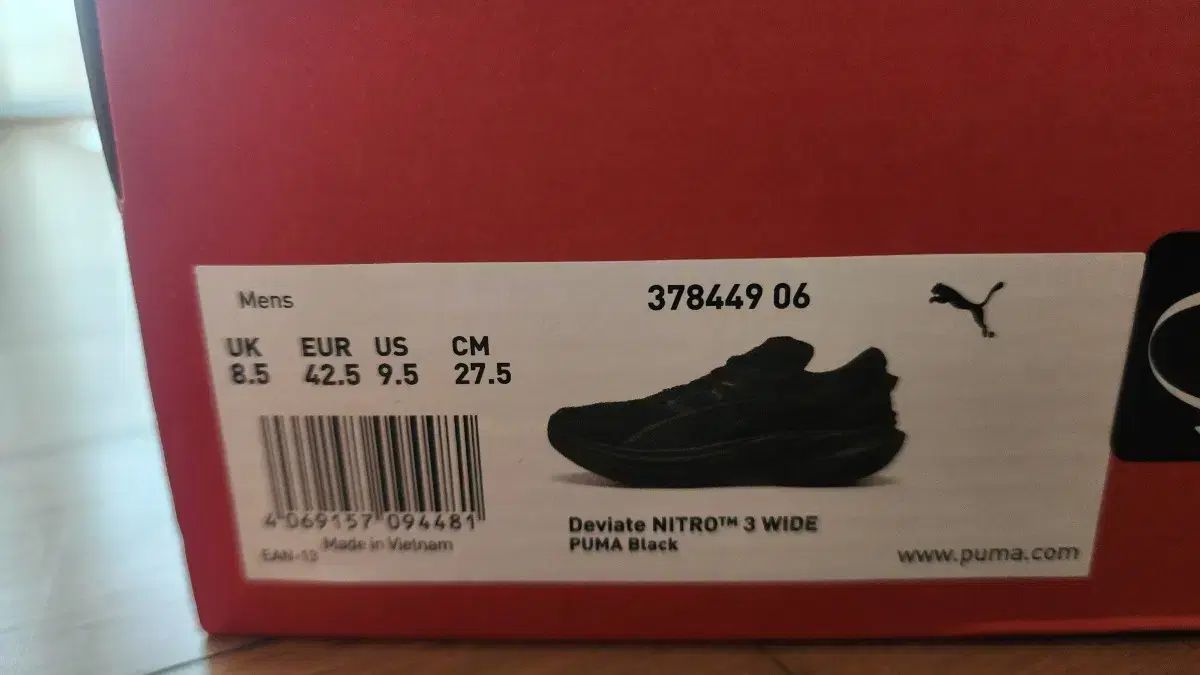 Mens
378449 06
UK EUR US CM
8.5 42.5 9.5 27.5
4 069157 094481
EAN-13 Made in Vietnam
Deviate NITRO™ 3 WIDE
PUMA Black
www.puma.com